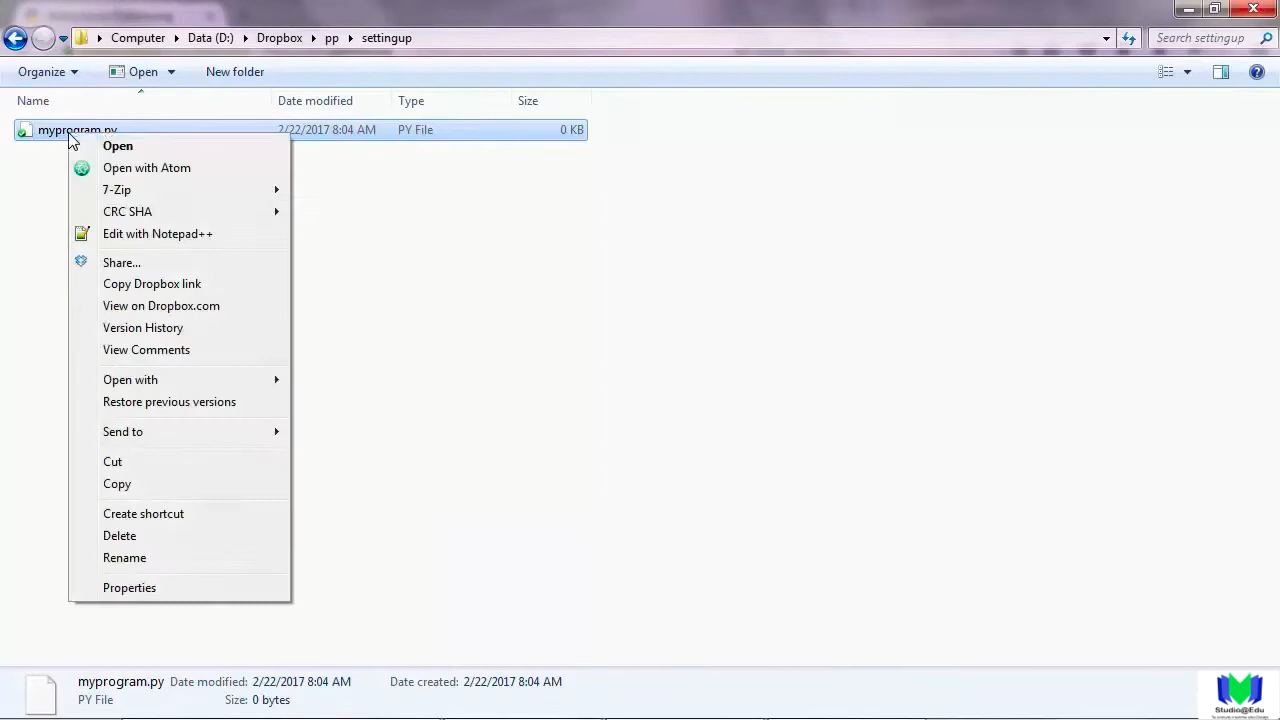 Computer Data (D:) Dropbox pp settingup
Search settingup
Organize Open New folder
Name Date modified Type Size
myprogram.py 2/22/2017 8:04 AM PY File 0 KB
Open
Open with Atom
7-Zip
CRC SHA
Edit with Notepad++
Share...
Copy Dropbox link
View on Dropbox.com
Version History
View Comments
Open with
Restore previous versions
Send to
Cut
Copy
Create shortcut
Delete
Rename
Properties
myprogram.py Date modified: 2/22/2017 8:04 AM Date created: 2/22/2017 8:04 AM
PY File Size: 0 bytes
Studio@Edu